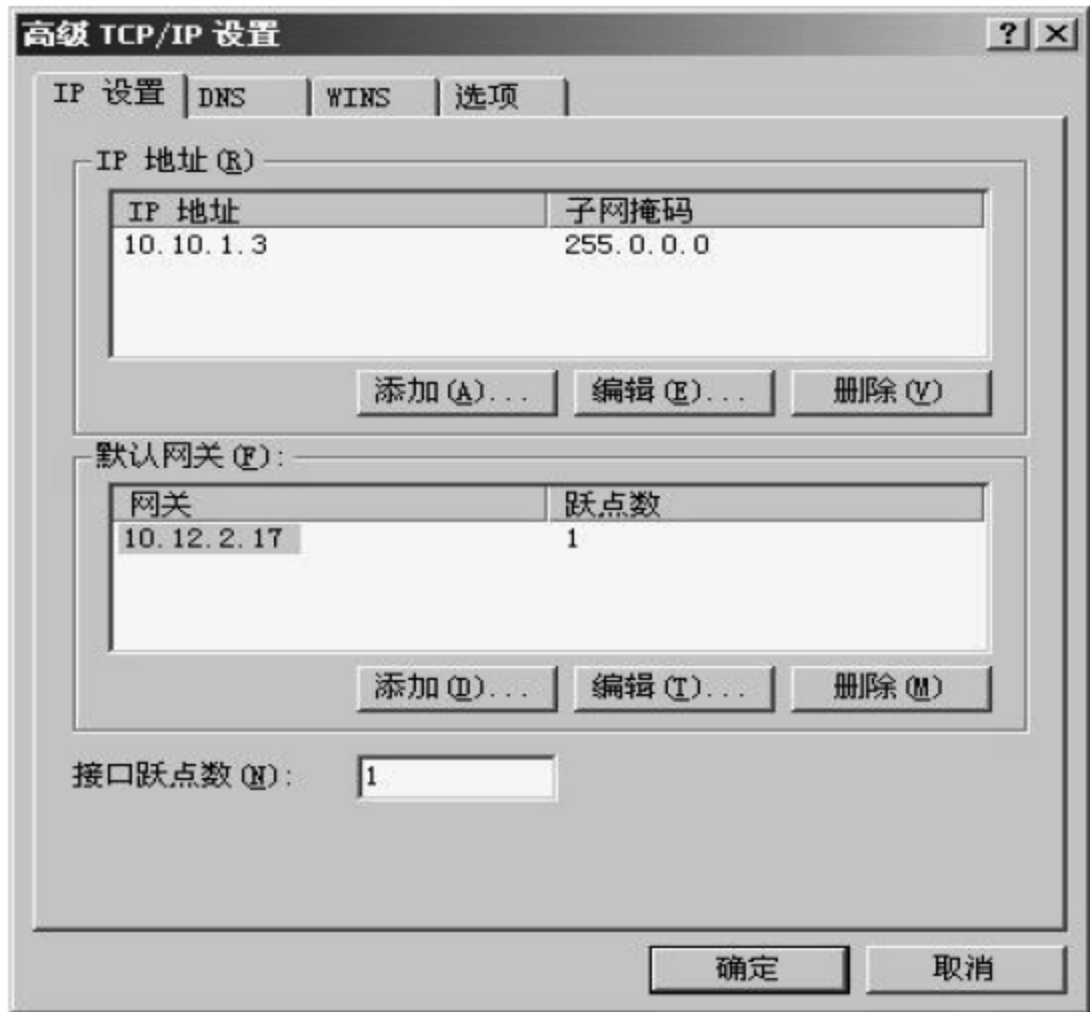 高级 TCP/IP 设置
IP 设置 DNS WINS 选项
IP 地址(R)
IP 地址 子网掩码
10.10.1.3 255.0.0.0
添加(A)... 编辑(E)... 删除(V)
默认网关(F):
网关 跃点数
10.12.2.17 1
添加(D)... 编辑(T)... 删除(M)
接口跃点数(N): 1
确定 取消